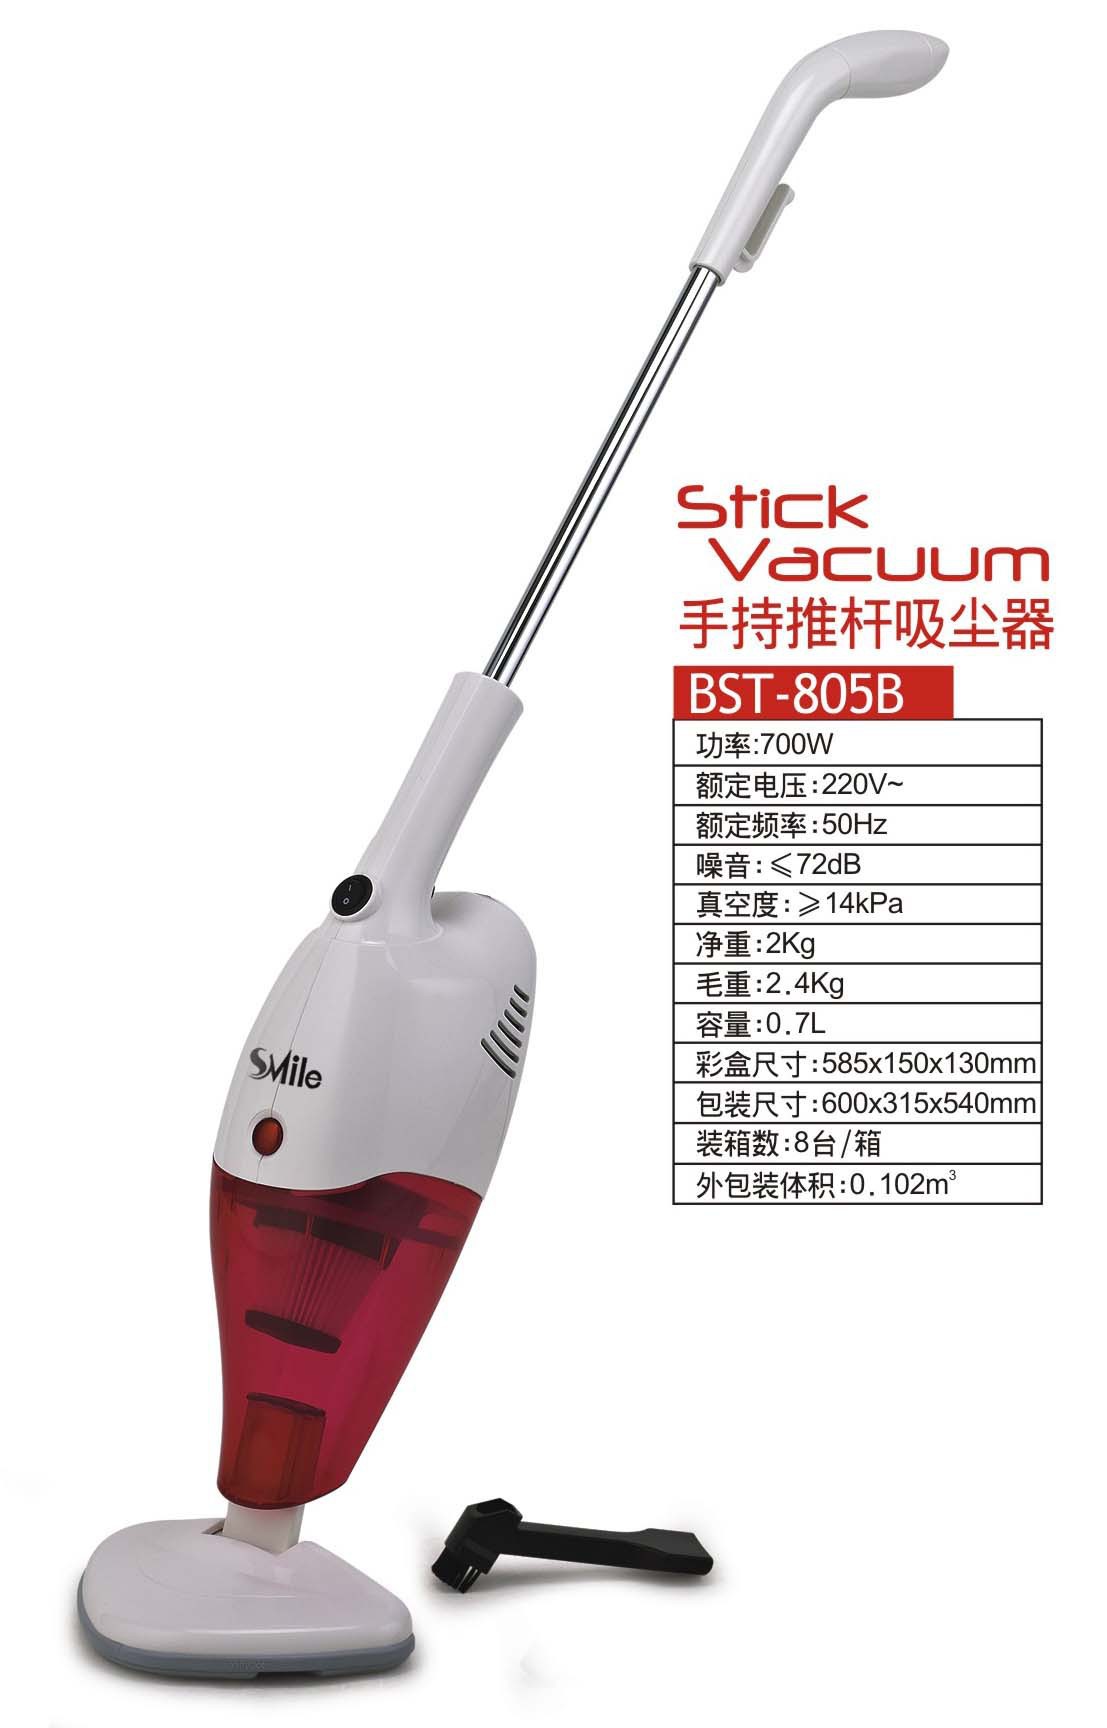 Stick
Vacuum
手持推杆吸尘器
BST-805B
功率:700W
额定电压:220V~
额定频率:50Hz
噪音:≤72dB
真空度:≥14kPa
净重:2Kg
毛重:2.4Kg
容量:0.7L
彩盒尺寸:585x150x130mm
包装尺寸:600x315x540mm
装箱数:8台/箱
外包装体积:0.102m³
SMile